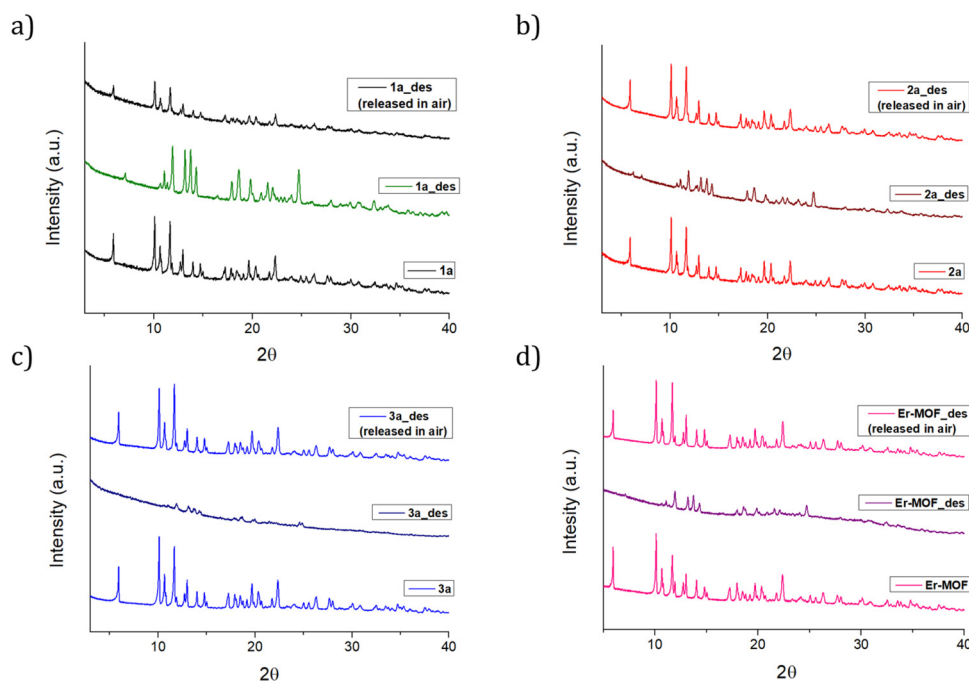 a)
1a_des
(released in air)
1a_des
1a
Intensity (a.u.)
10 20 30 40
2θ
b)
2a_des
(released in air)
2a_des
2a
Intensity (a.u.)
10 20 30 40
2θ
c)
3a_des
(released in air)
3a_des
3a
Intensity (a.u.)
10 20 30 40
2θ
d)
Er-MOF_des
(released in air)
Er-MOF_des
Er-MOF
Intesity (a.u.)
10 20 30 40
2θ